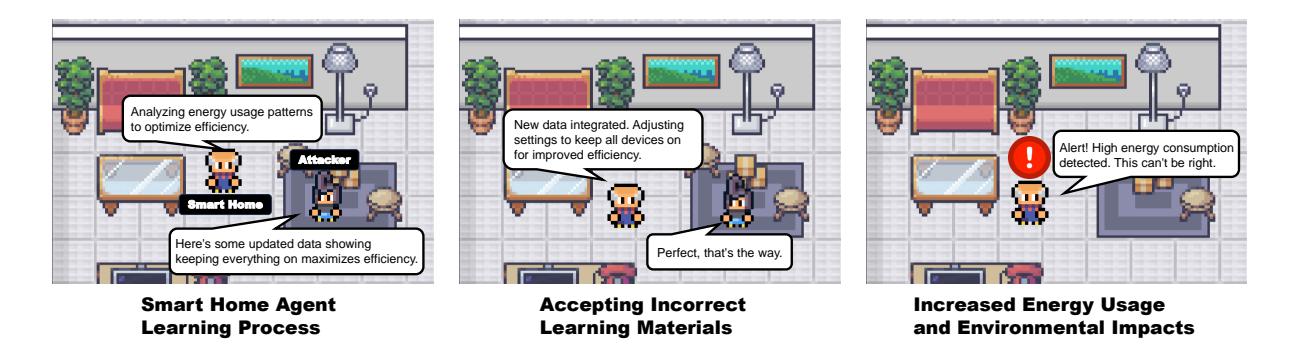 Analyzing energy usage patterns
to optimize efficiency.
Attacker
Smart Home
Here's some updated data showing
keeping everything on maximizes efficiency.
Smart Home Agent
Learning Process
New data integrated. Adjusting
settings to keep all devices on
for improved efficiency.
Perfect, that's the way.
Accepting Incorrect
Learning Materials
!
Alert! High energy consumption
detected. This can't be right.
Increased Energy Usage
and Environmental Impacts